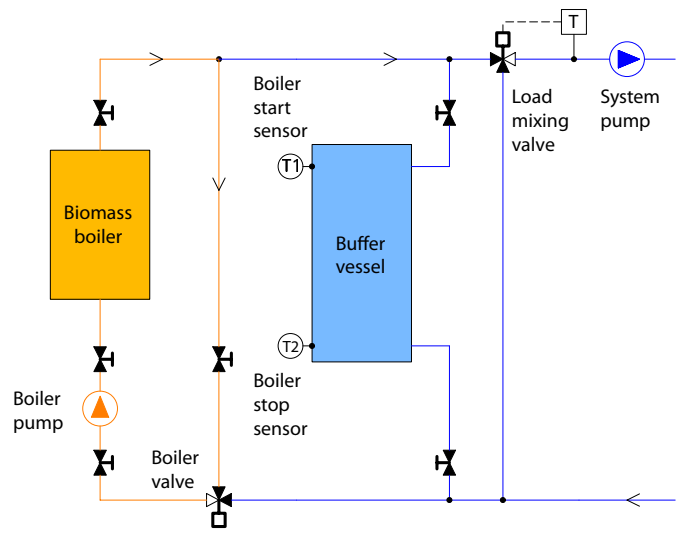 T
Boiler
start
sensor
Load
mixing
valve
System
pump
T1
Biomass
boiler
Buffer
vessel
T2
Boiler
stop
sensor
Boiler
pump
Boiler
valve